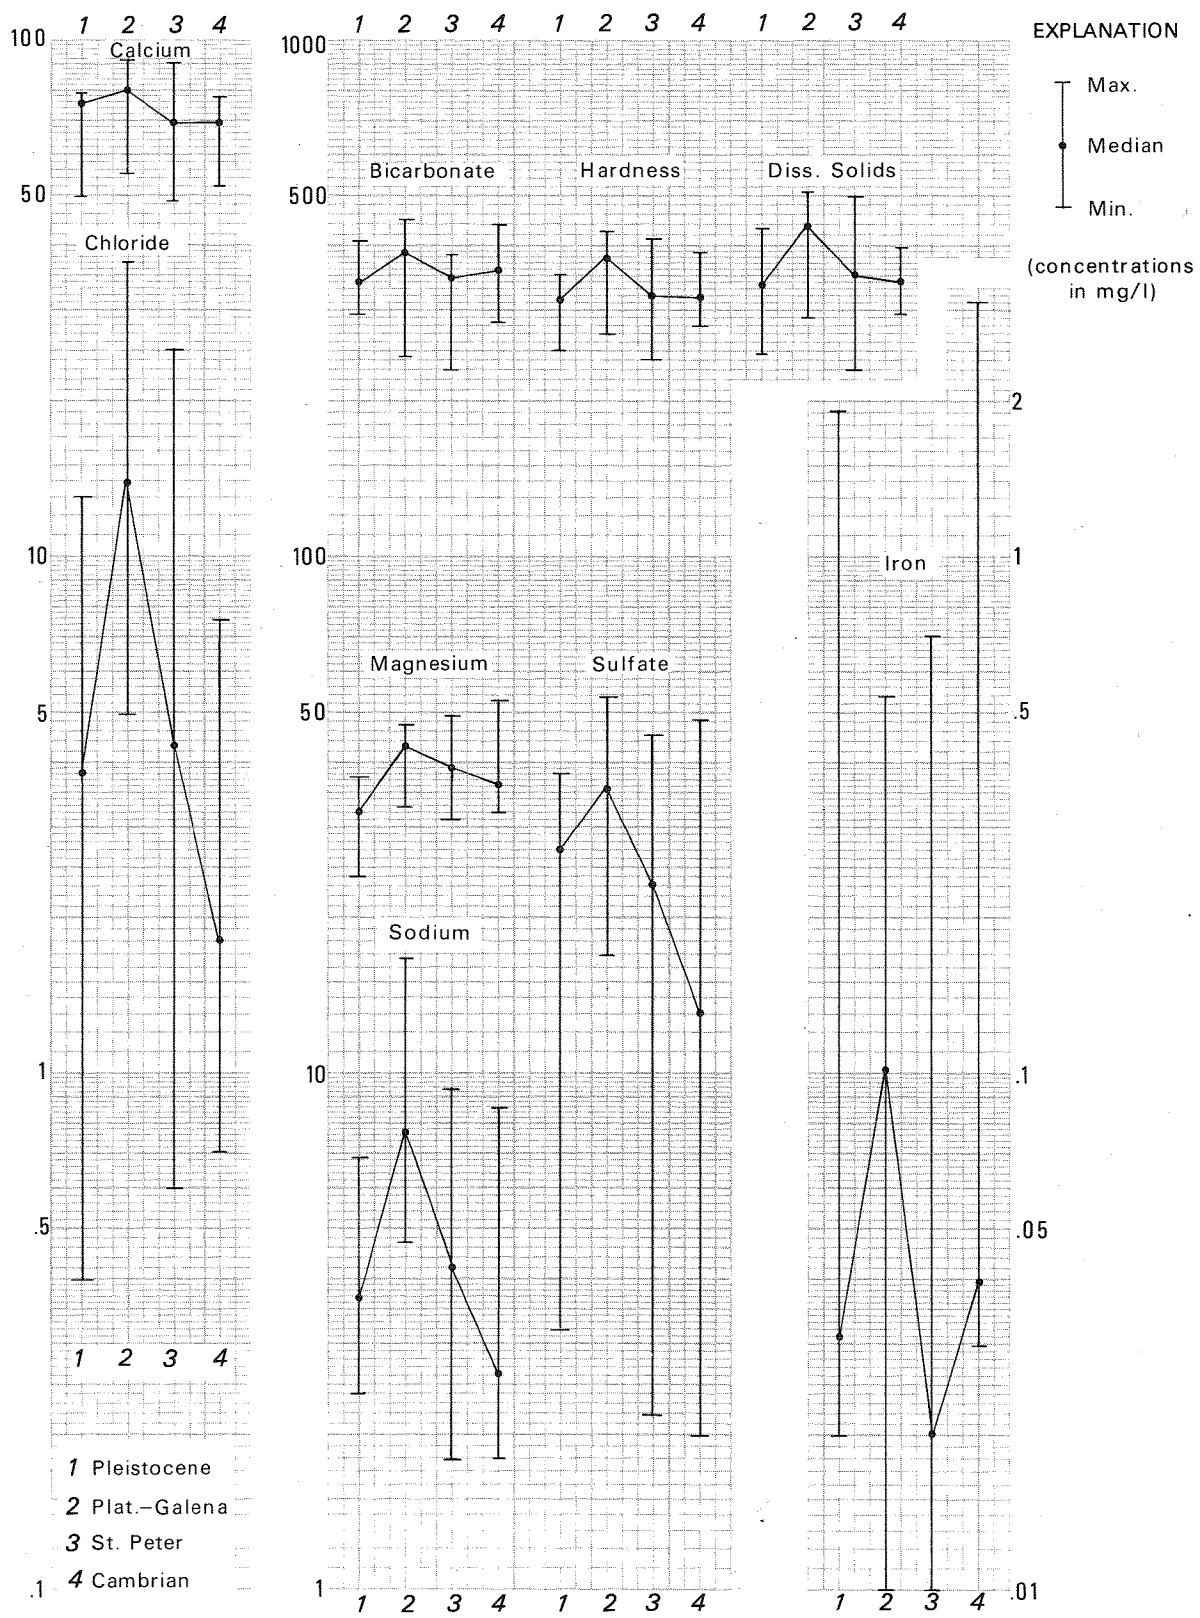 1 2 3 4
100
Calcium
50
Chloride
10
5
1
.5
1 2 3 4
1 Pleistocene
2 Plat.–Galena
3 St. Peter
4 Cambrian
.1
1 2 3 4 1 2 3 4 1 2 3 4
1000
500
Bicarbonate Hardness Diss. Solids
100
Magnesium Sulfate
50
Sodium
10
1
1 2 3 4 1 2 3 4
EXPLANATION
Max.
Median
Min.
(concentrations
in mg/l)
2
1
Iron
.5
.1
.05
.01
1 2 3 4